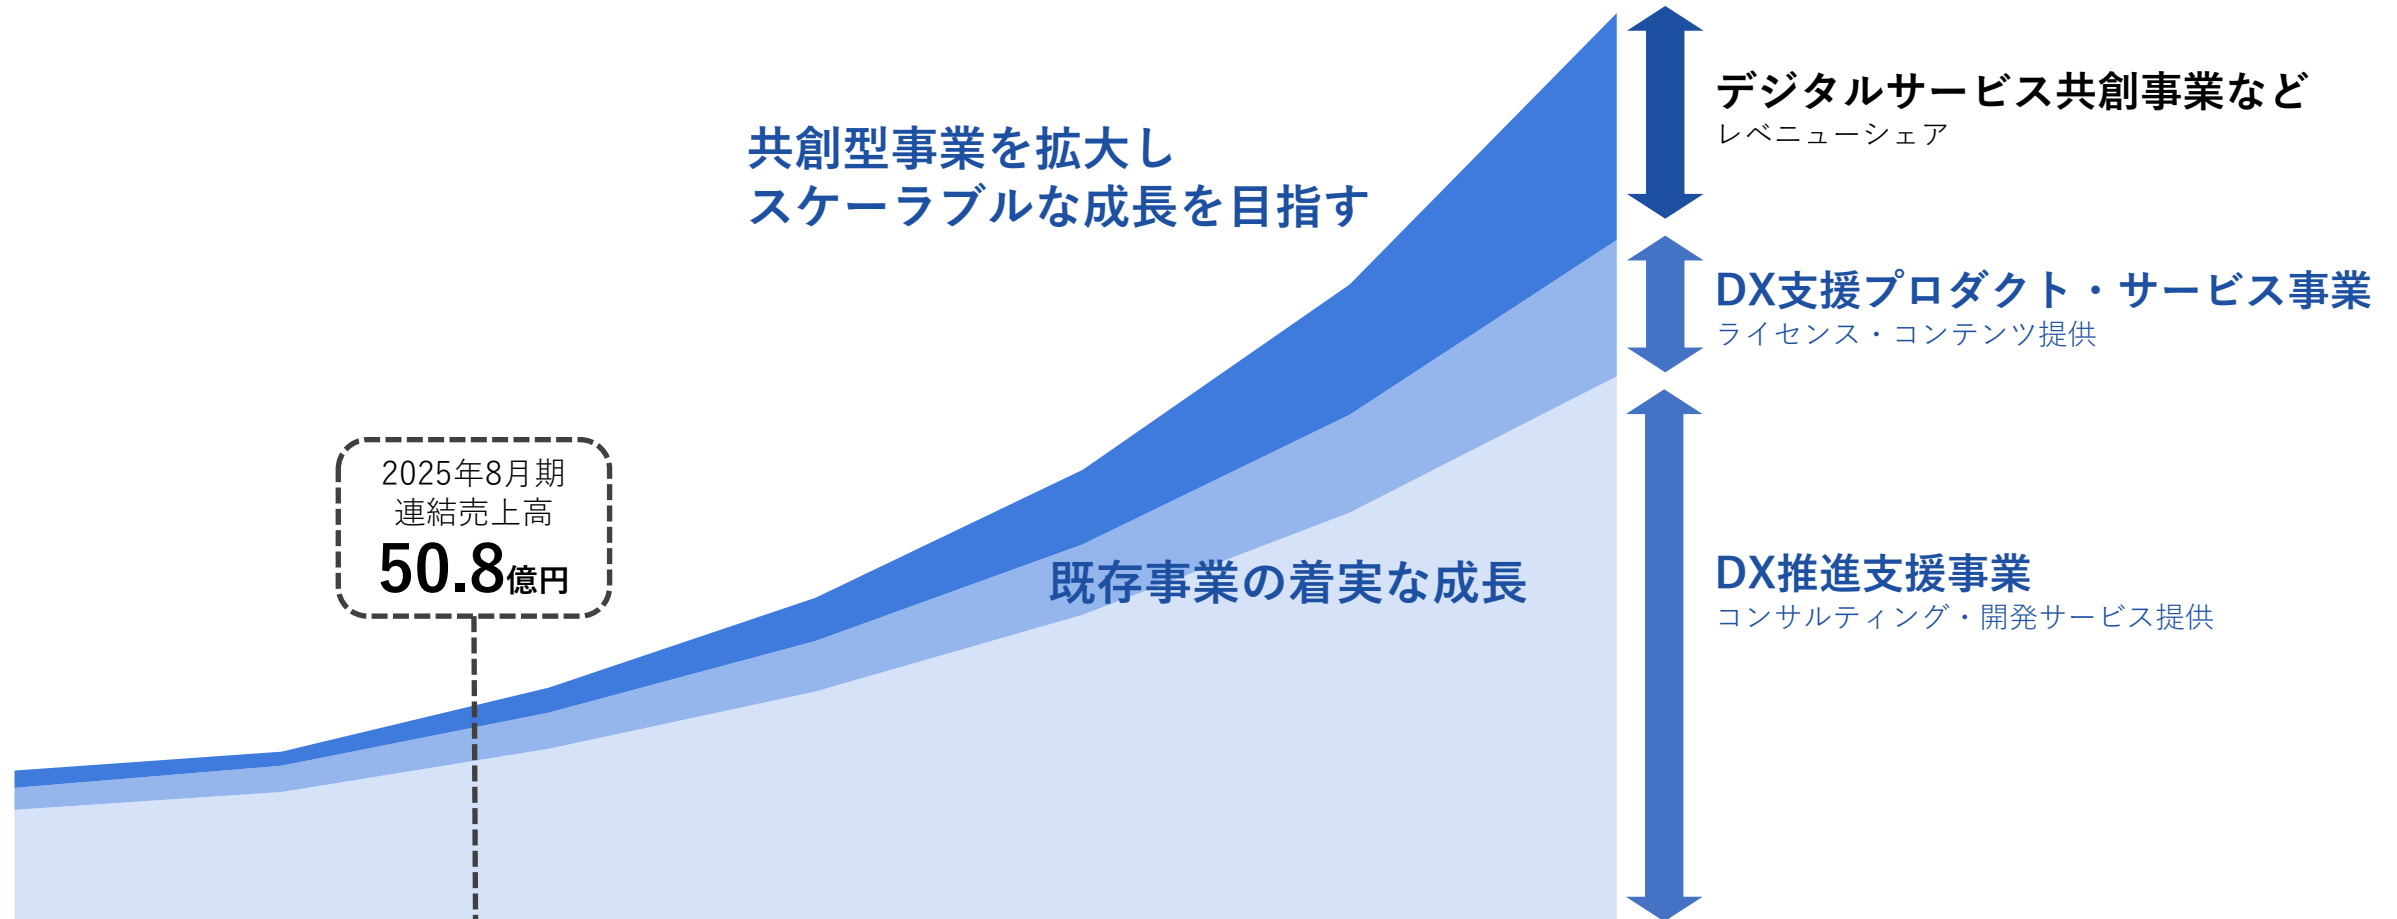 共創型事業を拡大し
スケーラブルな成長を目指す
2025年8月期
連結売上高
50.8億円
既存事業の着実な成長
デジタルサービス共創事業など
レベニューシェア
DX支援プロダクト・サービス事業
ライセンス・コンテンツ提供
DX推進支援事業
コンサルティング・開発サービス提供